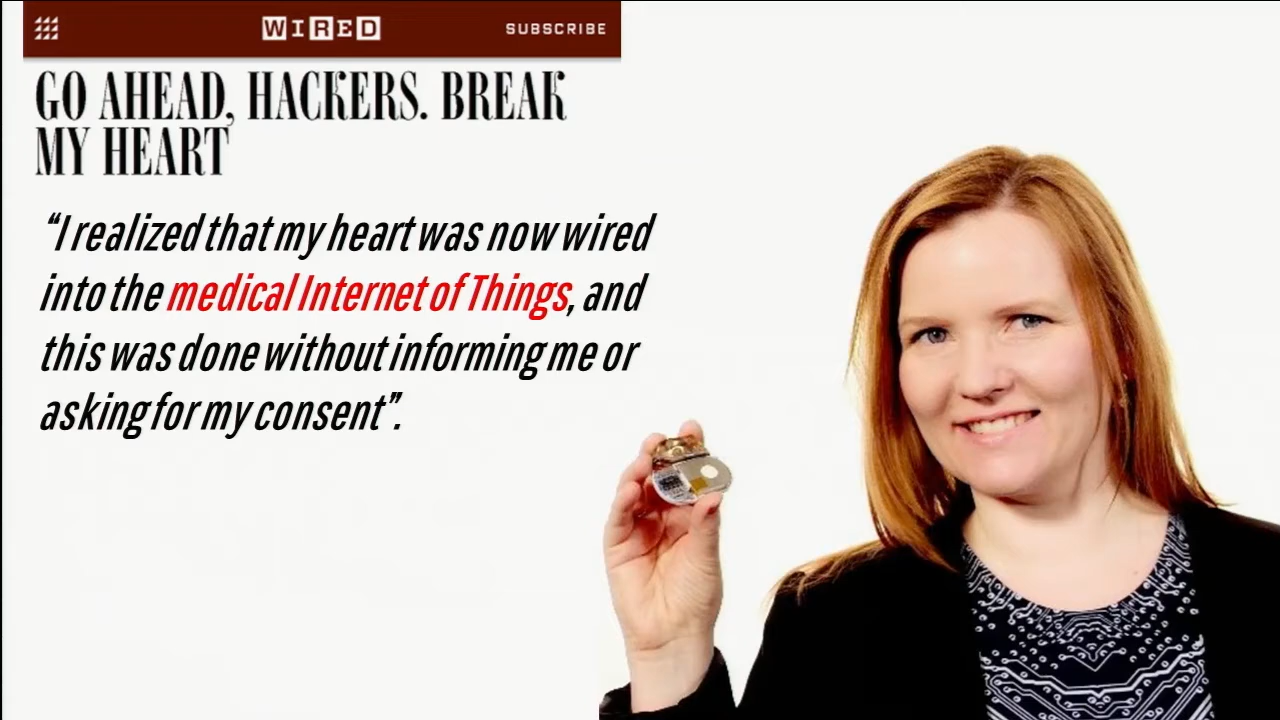 WIRED
SUBSCRIBE
GO AHEAD, HACKERS. BREAK
MY HEART
“I realized that my heart was now wired
into the medical Internet of Things, and
this was done without informing me or
asking for my consent”.